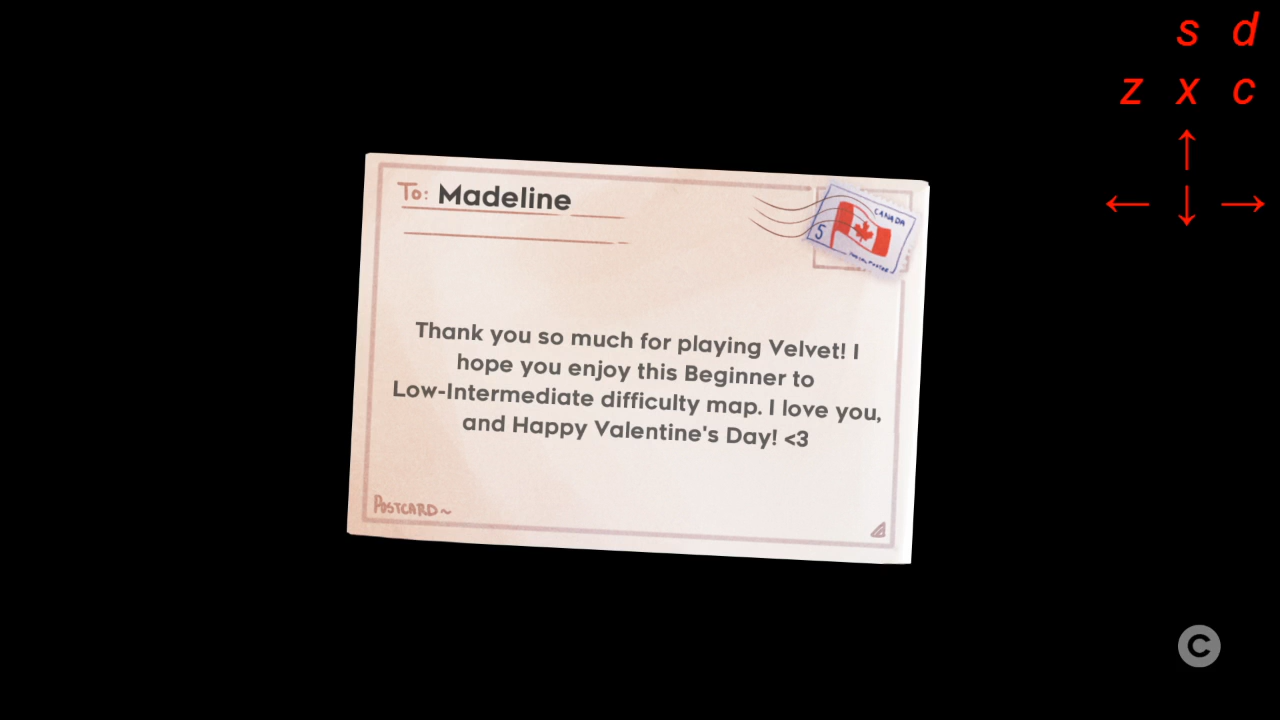 s d
z x c
↑
← ↓ →
To: Madeline
CANADA
5
Thank you so much for playing Velvet! I
hope you enjoy this Beginner to
Low-Intermediate difficulty map. I love you,
and Happy Valentine's Day! <3
POSTCARD~
C